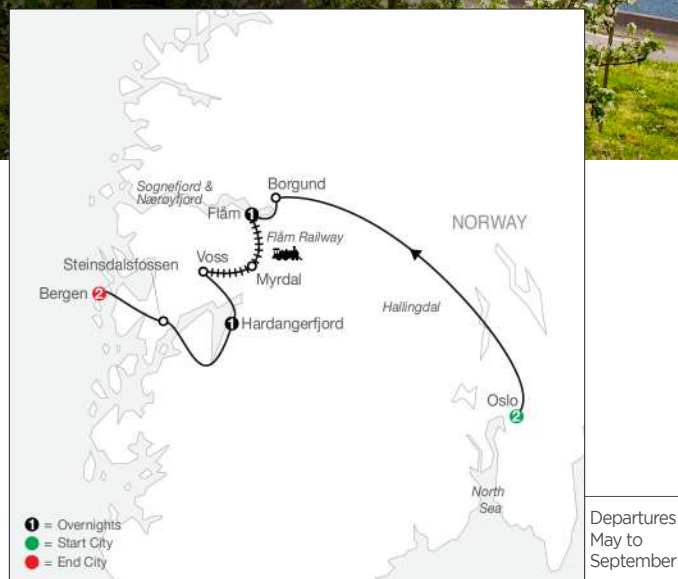 Sognefjord &
Nærøyfjord
Borgund
Flåm 1
NORWAY
Flåm Railway
Voss
Steinsdalsfossen
Myrdal
Bergen 2
Hallingdal
1 Hardangerfjord
Oslo
2
North
Sea
1 = Overnights
= Start City
= End City
Departures
May to
September